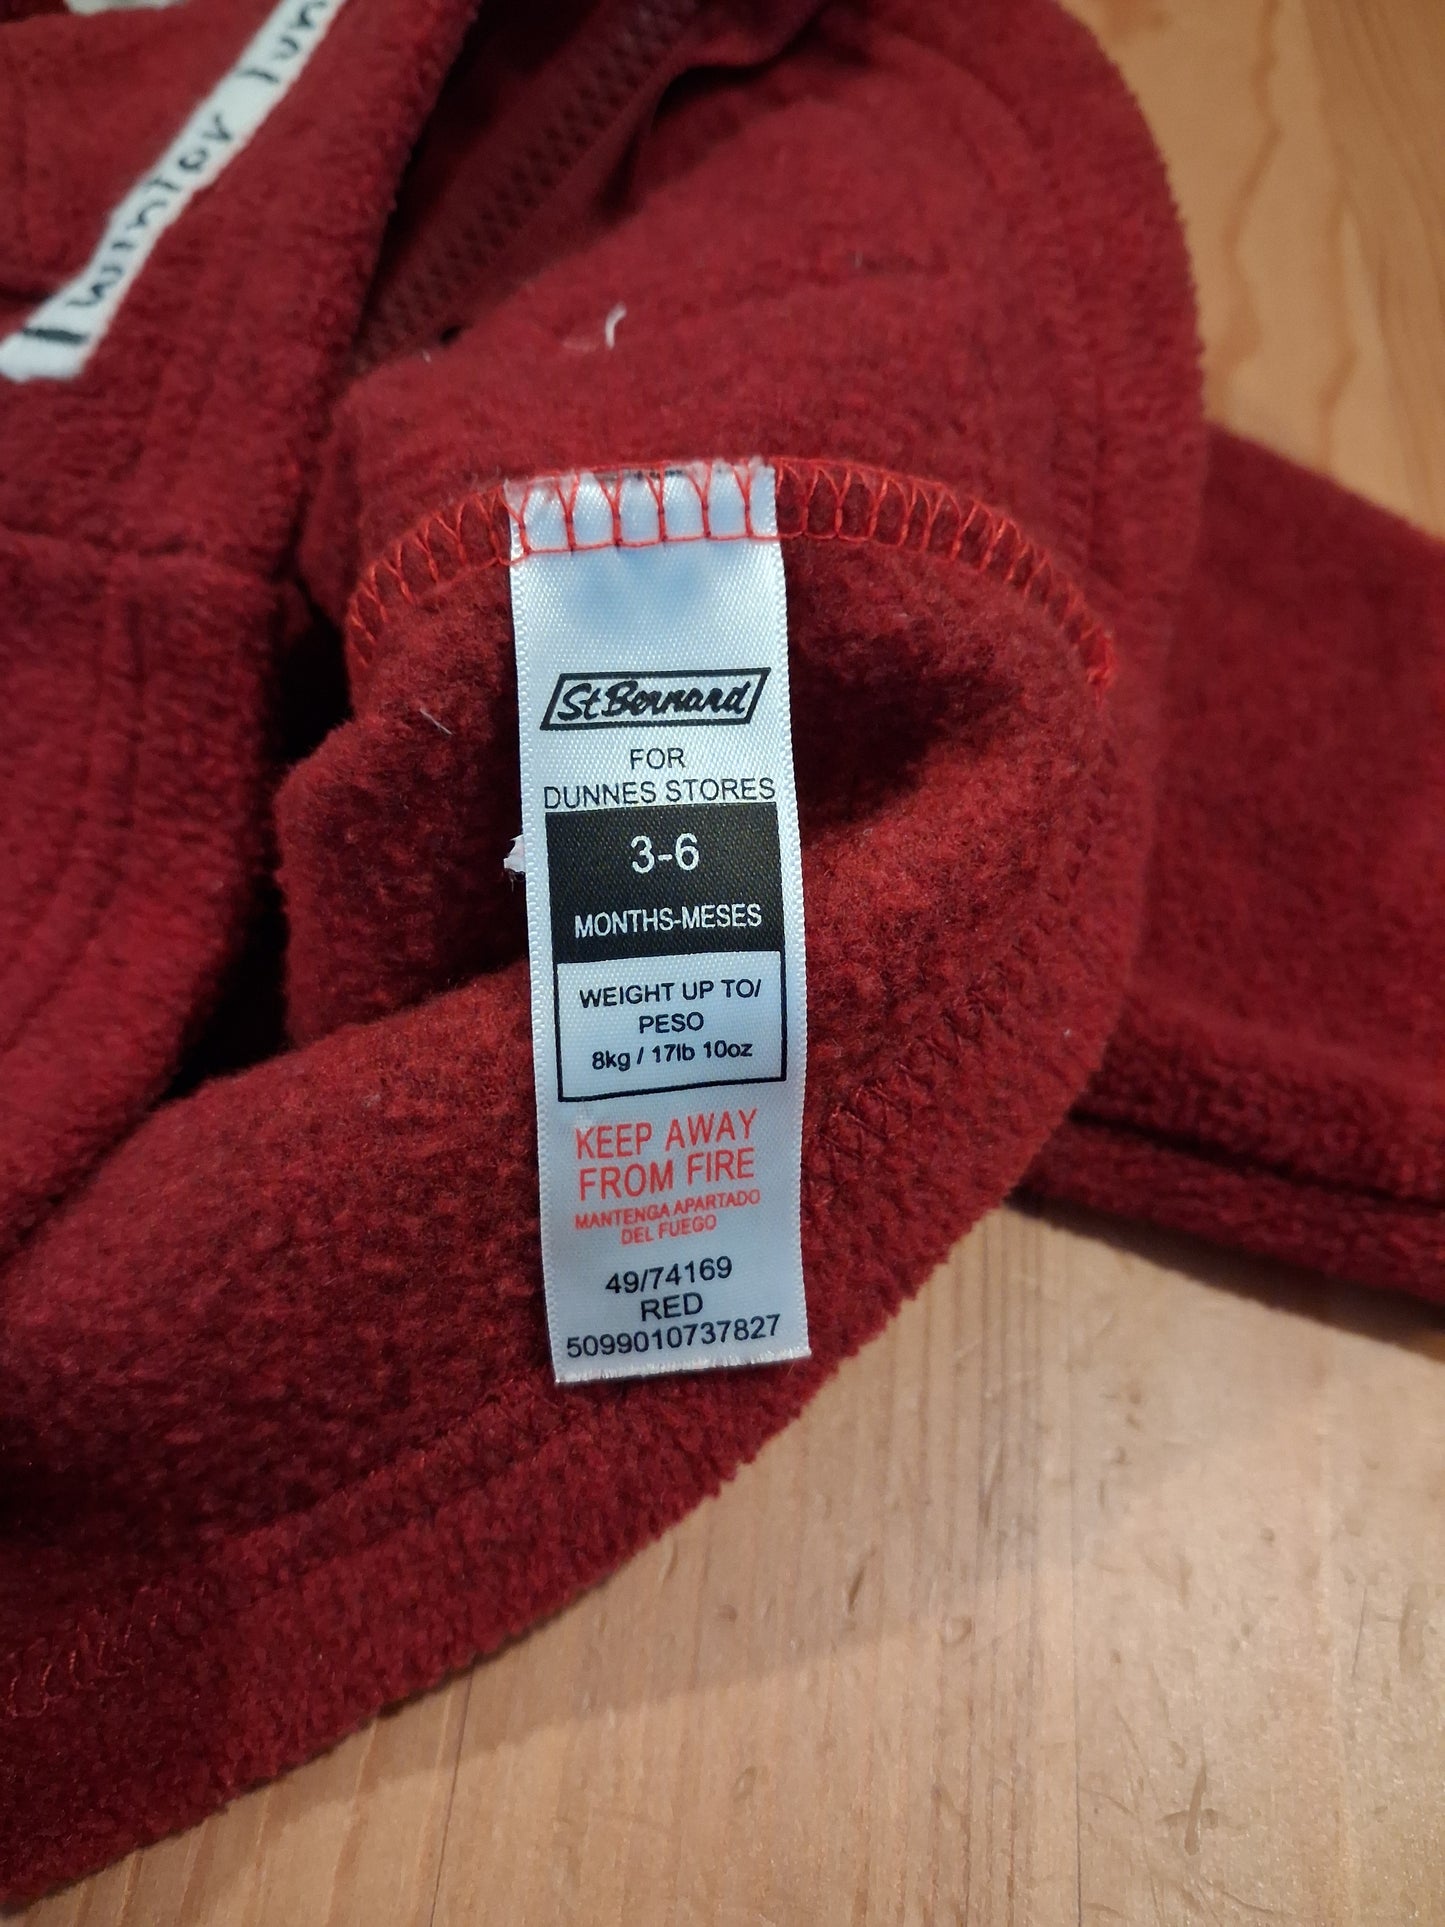 winter
St Bernard
FOR
DUNNES STORES
3-6
MONTHS-MESES
WEIGHT UP TO/
PESO
8kg / 17lb 10oz
KEEP AWAY
FROM FIRE
MANTENGA APARTADO
DEL FUEGO
49/74169
RED
5099010737827